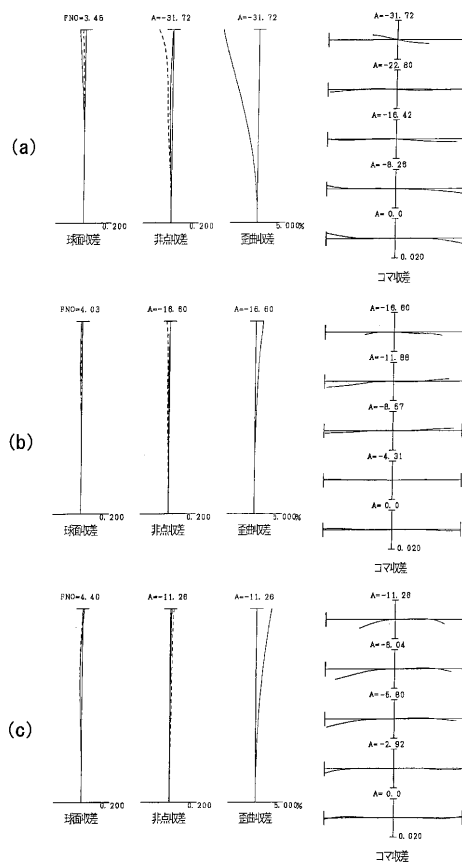 (a)
FNO=3.45
A=-31.72
A=-31.72
0.200
0.200
5.000%
球面収差
非点収差
歪曲収差
A=-31.72
A=-22.80
A=-16.42
A=-8.28
A=0.0
0.020
コマ収差
(b)
FNO=4.03
A=-16.60
A=-16.60
0.200
0.200
5.000%
球面収差
非点収差
歪曲収差
A=-16.60
A=-11.88
A=-8.57
A=-4.31
A=0.0
0.020
コマ収差
(c)
FNO=4.40
A=-11.26
A=-11.26
0.200
0.200
5.000%
球面収差
非点収差
歪曲収差
A=-11.26
A=-8.04
A=-5.80
A=-2.92
A=0.0
0.020
コマ収差